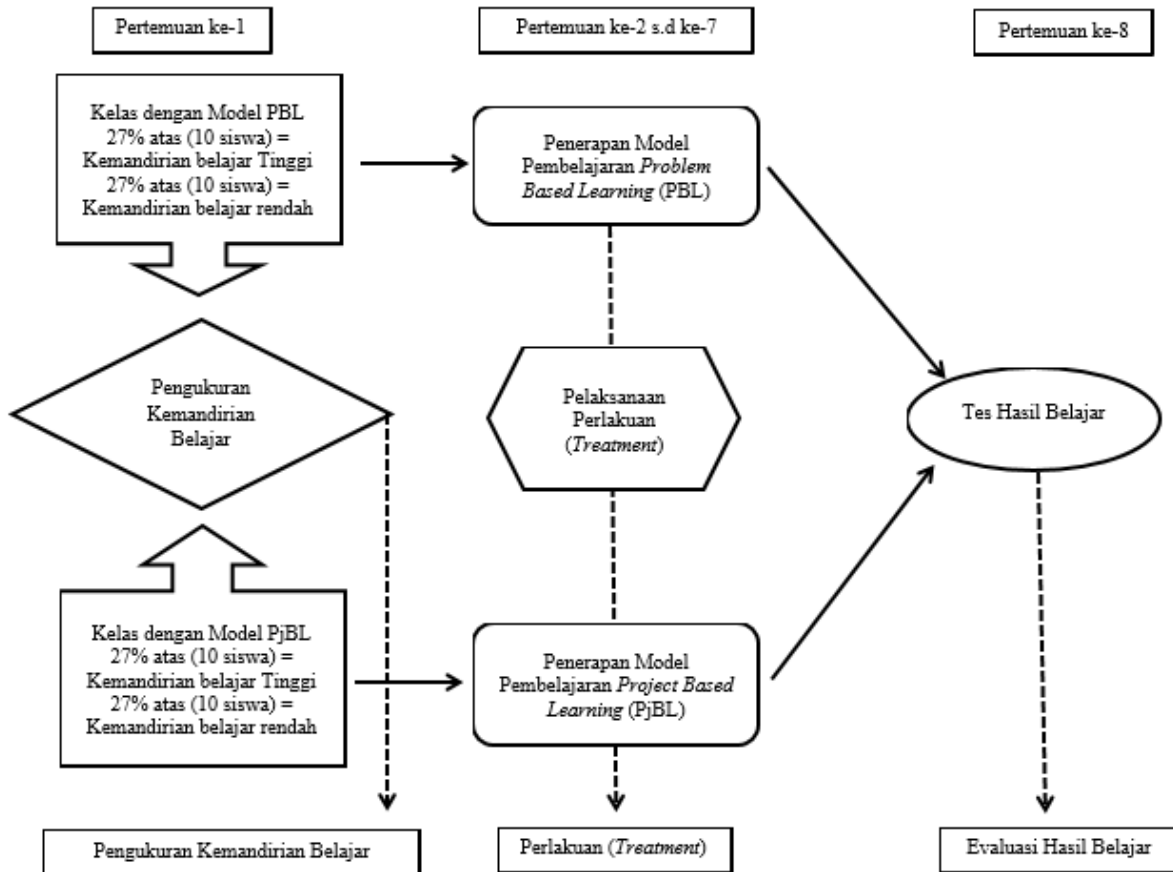 Pertemuan ke-1
Pertemuan ke-2 s.d ke-7
Pertemuan ke-8
Kelas dengan Model PBL
27% atas (10 siswa) =
Kemandirian belajar Tinggi
27% atas (10 siswa) =
Kemandirian belajar rendah
Penerapan Model
Pembelajaran Problem
Based Learning (PBL)
Pengukuran
Kemandirian
Belajar
Pelaksanaan
Perlakuan
(Treatment)
Tes Hasil Belajar
Kelas dengan Model PjBL
27% atas (10 siswa) =
Kemandirian belajar Tinggi
27% atas (10 siswa) =
Kemandirian belajar rendah
Penerapan Model
Pembelajaran Project Based
Learning (PjBL)
Pengukuran Kemandirian Belajar
Perlakuan (Treatment)
Evaluasi Hasil Belajar